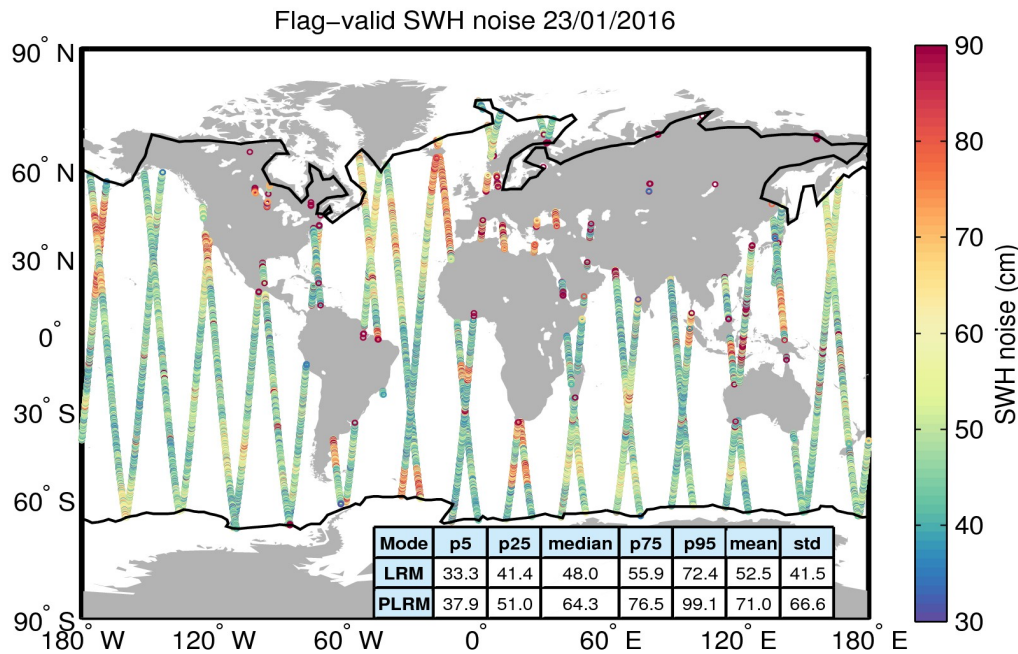 Flag−valid SWH noise 23/01/2016
90° N
60° N
30° N
0°
30° S
60° S
90° S
180° W
120° W
60° W
0°
60° E
120° E
180° E
Mode p5 p25 median p75 p95 mean std
LRM 33.3 41.4 48.0 55.9 72.4 52.5 41.5
PLRM 37.9 51.0 64.3 76.5 99.1 71.0 66.6
90
80
70
60
50
40
30
SWH noise (cm)